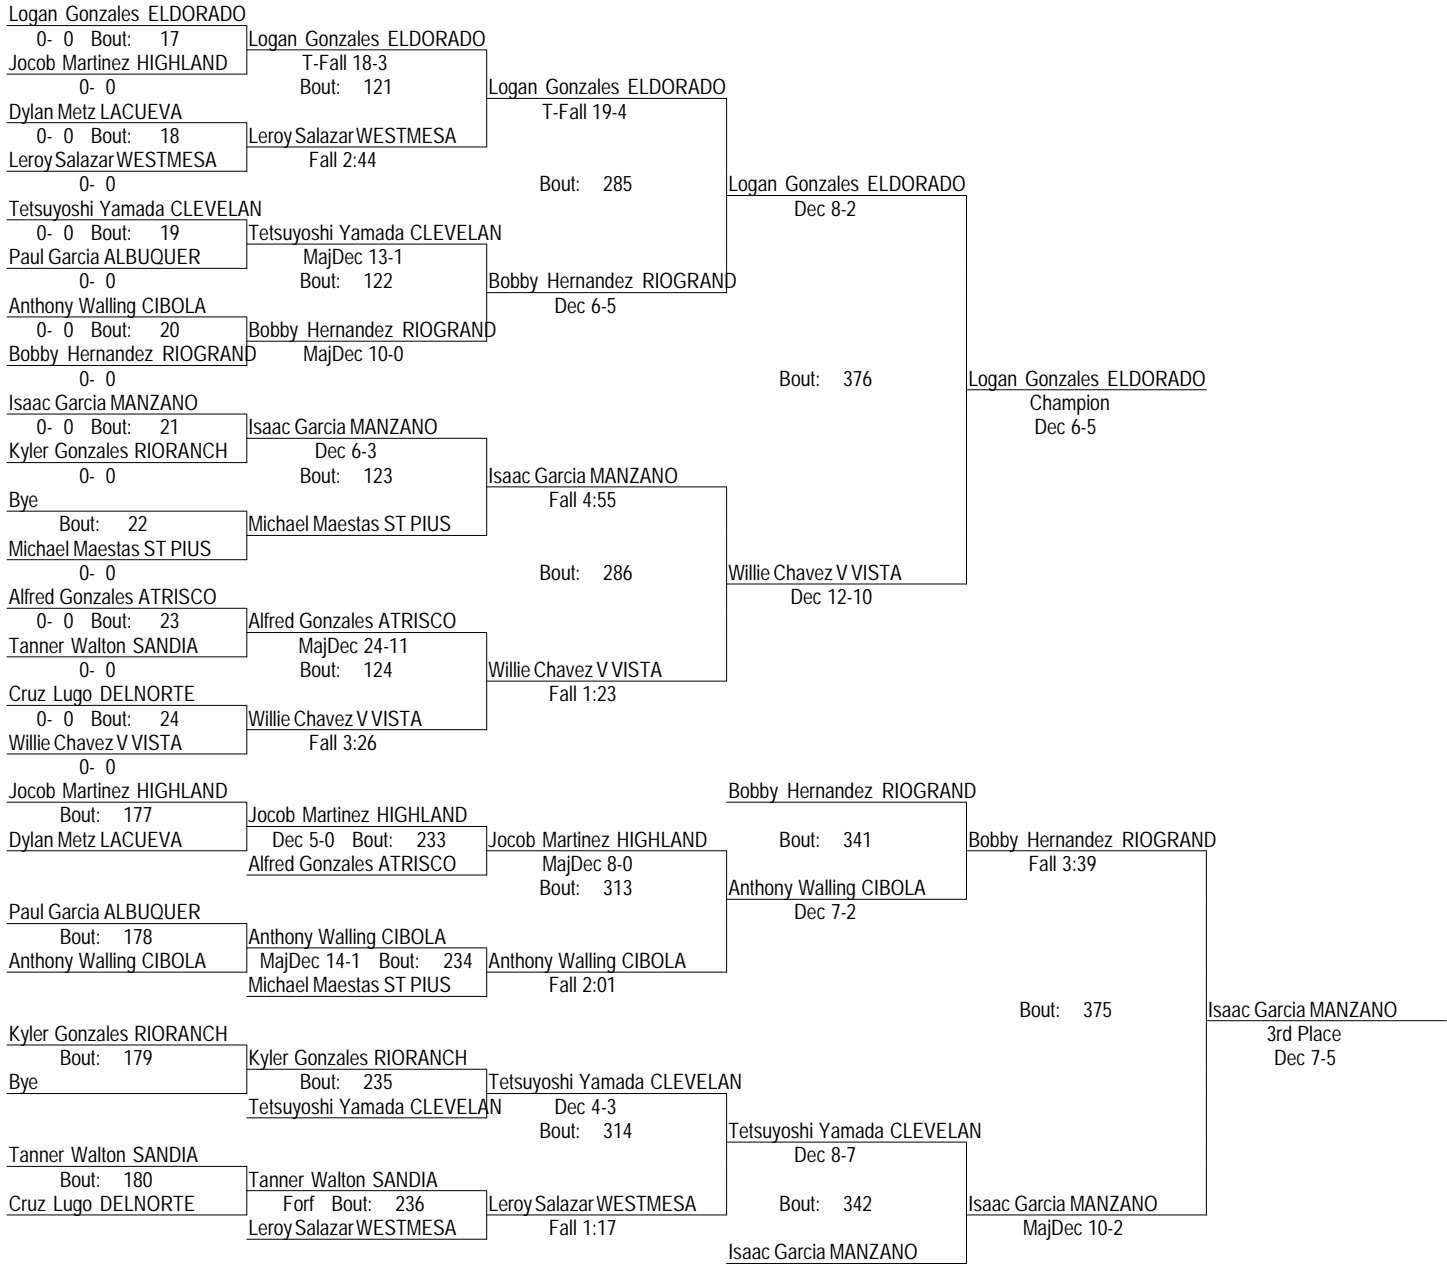 Logan Gonzales ELDORADO
0- 0 Bout: 17 Logan Gonzales ELDORADO
Jocob Martinez HIGHLAND T-Fall 18-3
0- 0 Bout: 121 Logan Gonzales ELDORADO
Dylan Metz LACUEVA T-Fall 19-4
0- 0 Bout: 18 Leroy Salazar WESTMESA
Leroy Salazar WESTMESA Fall 2:44
0- 0 Bout: 285 Logan Gonzales ELDORADO
Tetsuyoshi Yamada CLEVELAN Dec 8-2
0- 0 Bout: 19 Tetsuyoshi Yamada CLEVELAN
Paul Garcia ALBUQUER MajDec 13-1
0- 0 Bout: 122 Bobby Hernandez RIOGRAND
Anthony Walling CIBOLA Dec 6-5
0- 0 Bout: 20 Bobby Hernandez RIOGRAND
Bobby Hernandez RIOGRAND MajDec 10-0
0- 0 Bout: 376 Logan Gonzales ELDORADO
Isaac Garcia MANZANO Champion
0- 0 Bout: 21 Isaac Garcia MANZANO Dec 6-5
Kyler Gonzales RIORANCH Dec 6-3
0- 0 Bout: 123 Isaac Garcia MANZANO
Bye Fall 4:55
Bout: 22 Michael Maestas ST PIUS
Michael Maestas ST PIUS
0- 0 Bout: 286 Willie Chavez V VISTA
Alfred Gonzales ATRISCO Dec 12-10
0- 0 Bout: 23 Alfred Gonzales ATRISCO
Tanner Walton SANDIA MajDec 24-11
0- 0 Bout: 124 Willie Chavez V VISTA
Cruz Lugo DELNORTE Fall 1:23
0- 0 Bout: 24 Willie Chavez V VISTA
Willie Chavez V VISTA Fall 3:26
0- 0
Jocob Martinez HIGHLAND Bobby Hernandez RIOGRAND
Bout: 177 Jocob Martinez HIGHLAND
Dylan Metz LACUEVA Dec 5-0 Bout: 233 Jocob Martinez HIGHLAND Bout: 341 Bobby Hernandez RIOGRAND
Alfred Gonzales ATRISCO MajDec 8-0 Fall 3:39
Bout: 313 Anthony Walling CIBOLA
Paul Garcia ALBUQUER Dec 7-2
Bout: 178 Anthony Walling CIBOLA
Anthony Walling CIBOLA MajDec 14-1 Bout: 234 Anthony Walling CIBOLA
Michael Maestas ST PIUS Fall 2:01
Bout: 375 Isaac Garcia MANZANO
Kyler Gonzales RIORANCH 3rd Place
Bout: 179 Kyler Gonzales RIORANCH Dec 7-5
Bye Bout: 235 Tetsuyoshi Yamada CLEVELAN
Tetsuyoshi Yamada CLEVELAN Dec 4-3
Bout: 314 Tetsuyoshi Yamada CLEVELAN
Tanner Walton SANDIA Dec 8-7
Bout: 180 Tanner Walton SANDIA
Cruz Lugo DELNORTE Forf Bout: 236 Leroy Salazar WESTMESA Bout: 342 Isaac Garcia MANZANO
Leroy Salazar WESTMESA Fall 1:17 MajDec 10-2
Isaac Garcia MANZANO